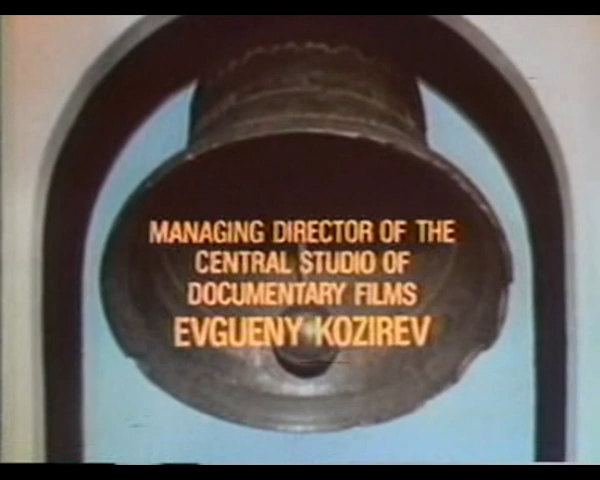 MANAGING DIRECTOR OF THE
CENTRAL STUDIO OF
DOCUMENTARY FILMS
EVGUENY KOZIREV